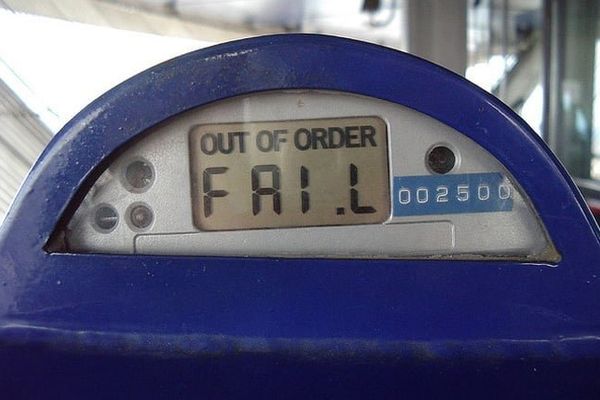 OUT OF ORDER
FAI.L
002500